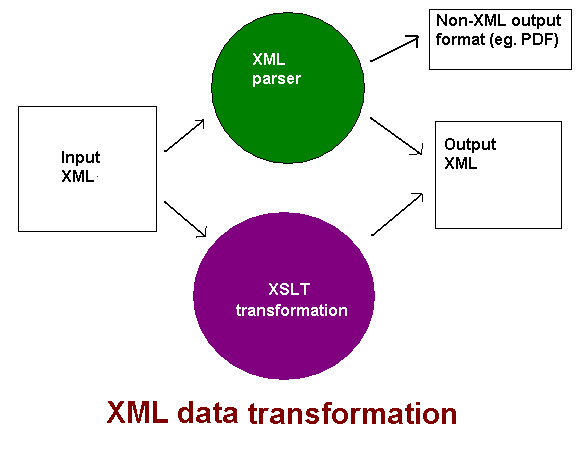 XML
parser
Non-XML output
format (eg. PDF)
Input
XML
Output
XML
XSLT
transformation
XML data transformation